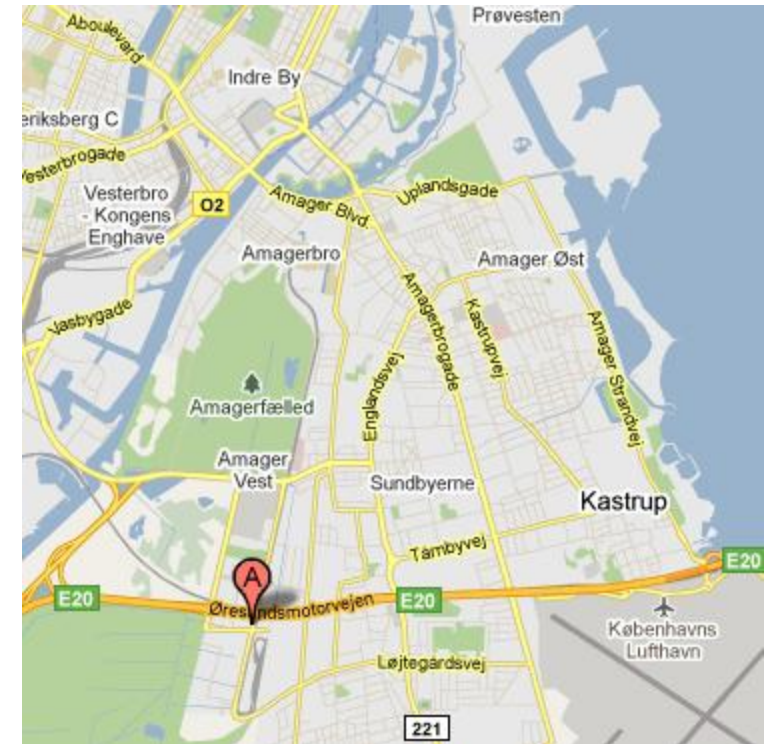 Prøvesten
Aboulevard
Indre By
eriksberg C
Vesterbrogade
Vesterbro
- Kongens
Enghave
O2
Amager Blvd.
Uplandsgade
Amagerbro
Amager Øst
Vasbygade
Amagerbrogade
Kastrupvej
Englandsvej
Amager Strandvej
Amagerfælled
Amager
Vest
Sundbyerne
Kastrup
Tårnbyvej
A
E20
E20
E20
Øresundsmotorvejen
Københavns
Lufthavn
Løjtegårdsvej
221